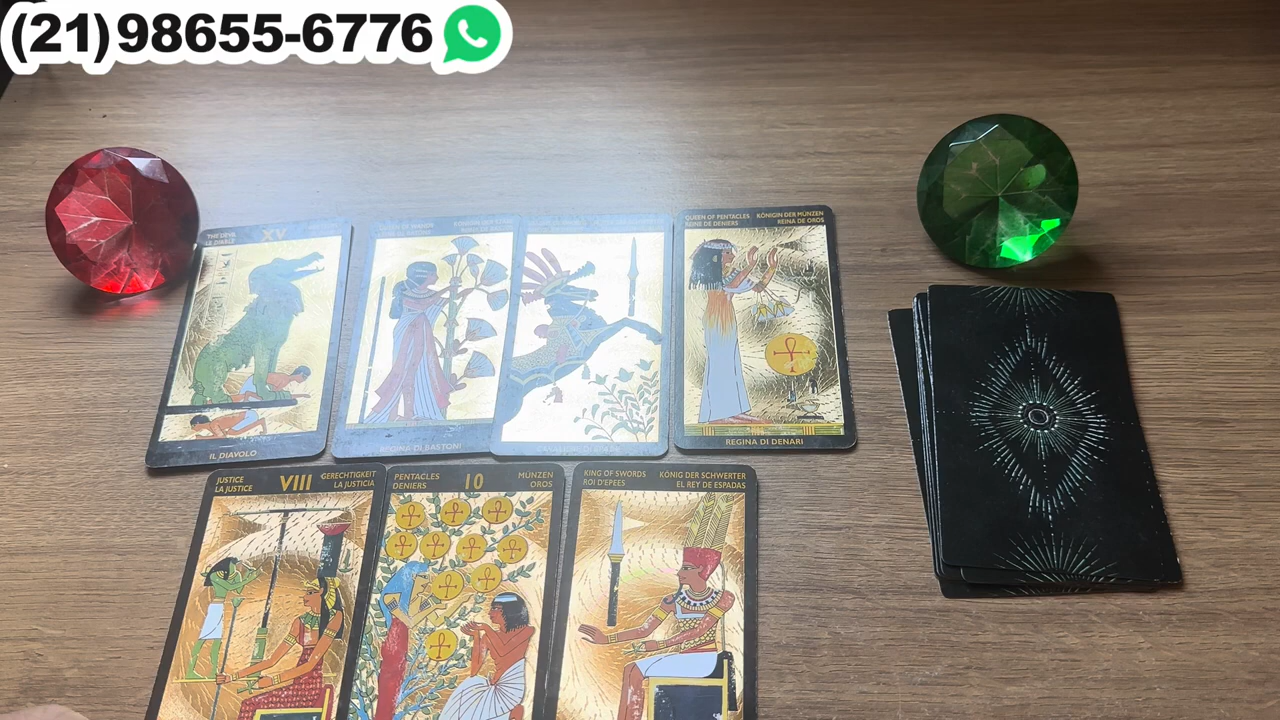 (21)98655-6776
THE DEVIL
LE DIABLE
XV
IL DIAVOLO
REGINA DI BASTONI
QUEEN OF PENTACLES
REINE DE DENIERS
KÖNIGIN DER MÜNZEN
REINA DE OROS
REGINA DI DENARI
JUSTICE
LA JUSTICE
VIII
GERECHTIGKEIT
LA JUSTICIA
PENTACLES
DENIERS
10
MÜNZEN
OROS
KING OF SWORDS
ROI D'EPEES
KÖNIG DER SCHWERTER
EL REY DE ESPADAS